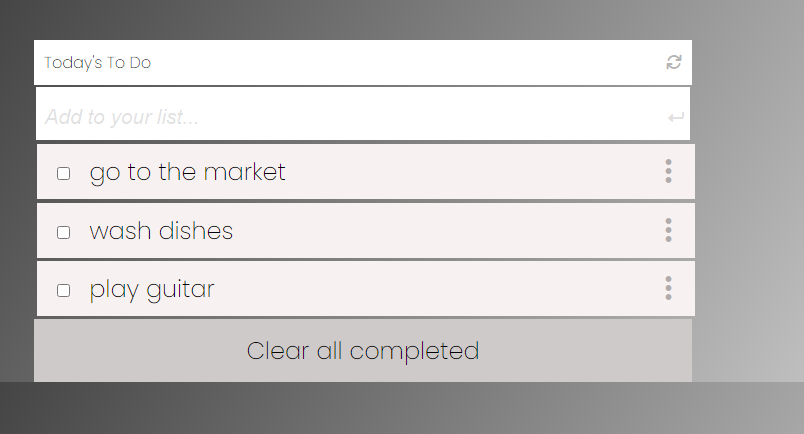 Today's To Do
Add to your list...
go to the market
wash dishes
play guitar
Clear all completed